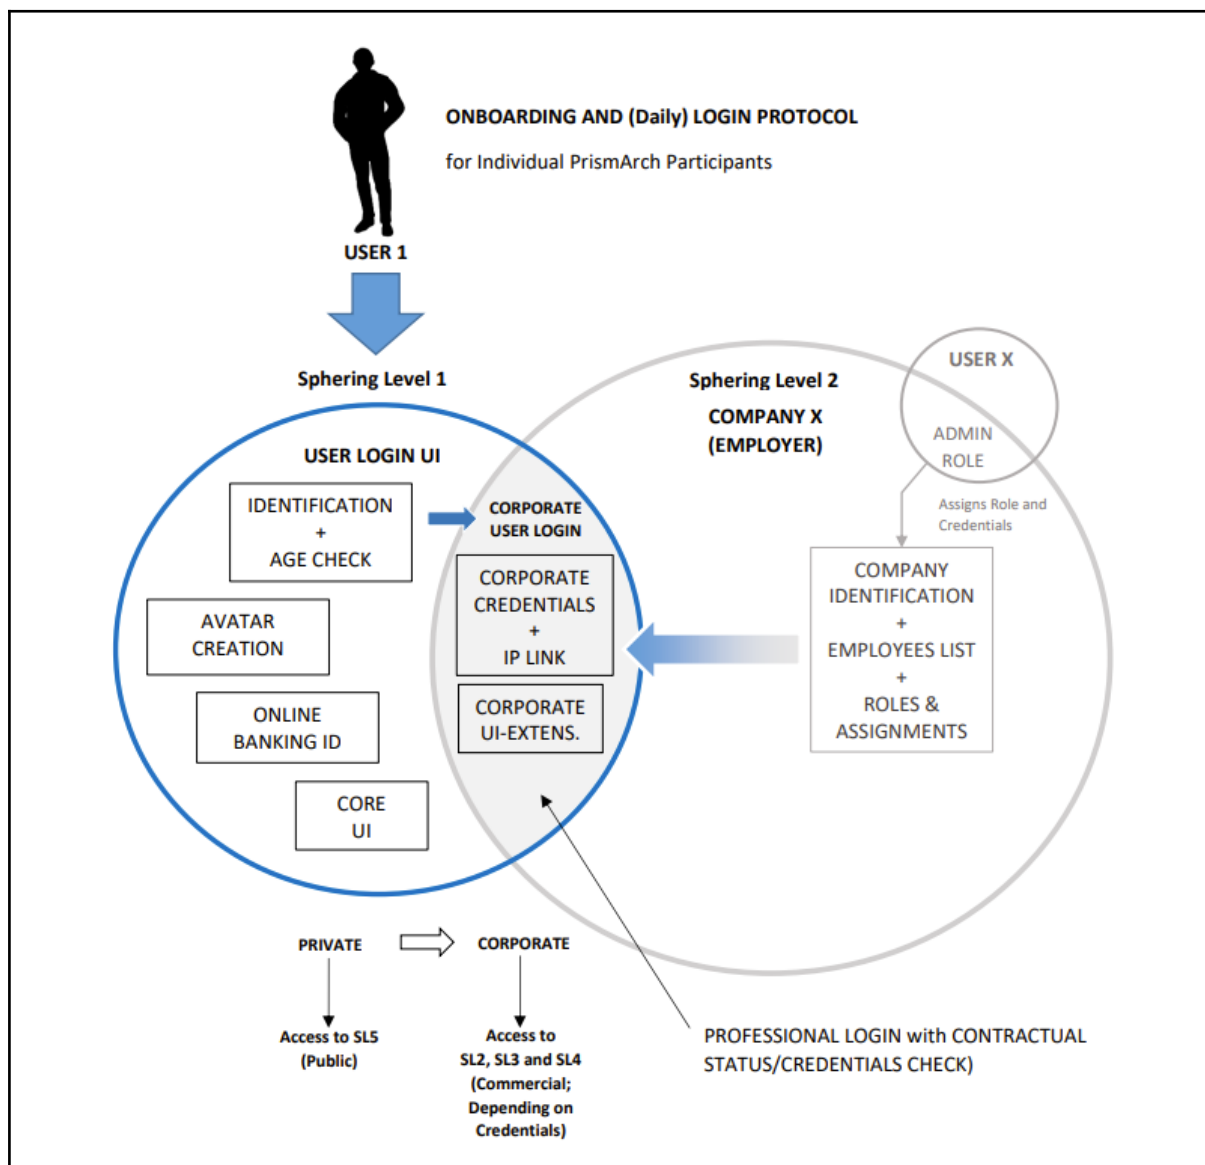 ONBOARDING AND (Daily) LOGIN PROTOCOL
for Individual PrismArch Participants
USER 1
Sphering Level 1
USER LOGIN UI
IDENTIFICATION
+
AGE CHECK
AVATAR
CREATION
ONLINE
BANKING ID
CORE
UI
CORPORATE
USER LOGIN
CORPORATE
CREDENTIALS
+
IP LINK
CORPORATE
UI-EXTENS.
Sphering Level 2
COMPANY X
(EMPLOYER)
USER X
ADMIN
ROLE
Assigns Role and
Credentials
COMPANY
IDENTIFICATION
+
EMPLOYEES LIST
+
ROLES &
ASSIGNMENTS
PRIVATE
CORPORATE
Access to SL5
(Public)
Access to
SL2, SL3 and SL4
(Commercial;
Depending on
Credentials)
PROFESSIONAL LOGIN with CONTRACTUAL
STATUS/CREDENTIALS CHECK)